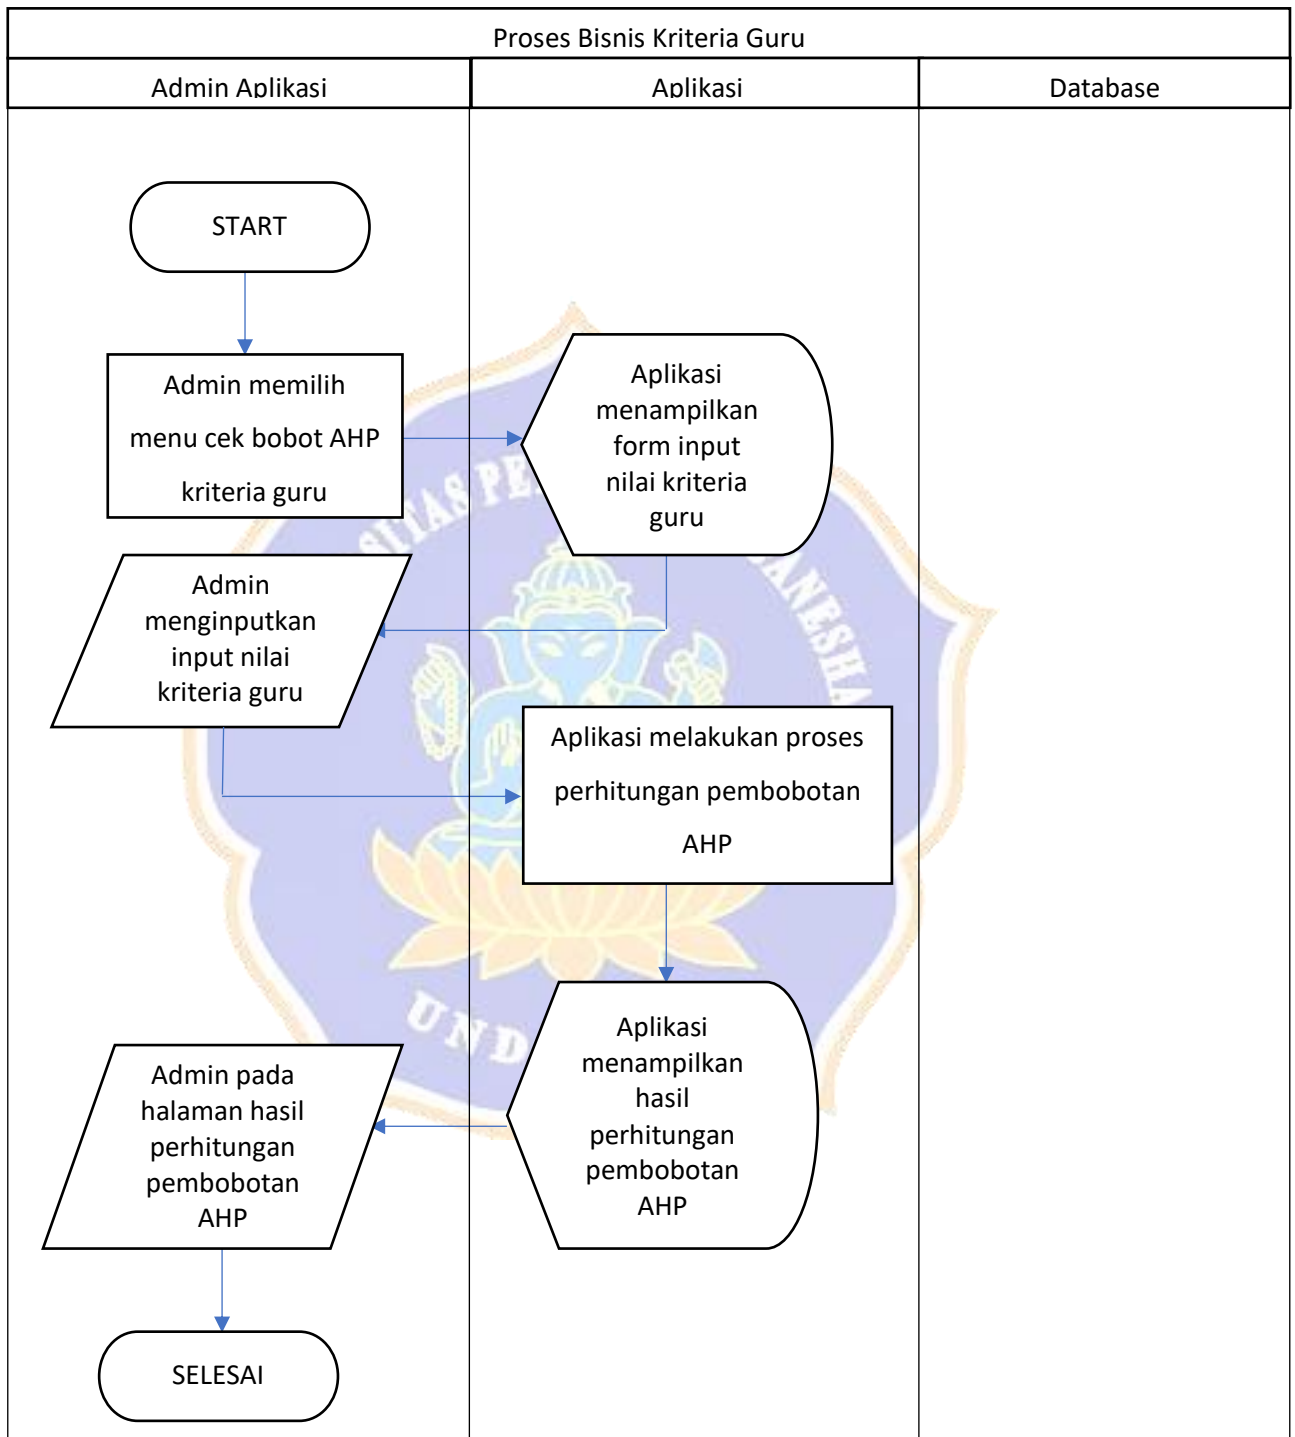 Proses Bisnis Kriteria Guru
Admin Aplikasi
Aplikasi
Database
START
Admin memilih
menu cek bobot AHP
kriteria guru
Aplikasi
menampilkan
form input
nilai kriteria
guru
Admin
menginputkan
input nilai
kriteria guru
Aplikasi melakukan proses
perhitungan pembobotan
AHP
Aplikasi
menampilkan
hasil
perhitungan
pembobotan
AHP
Admin pada
halaman hasil
perhitungan
pembobotan
AHP
SELESAI